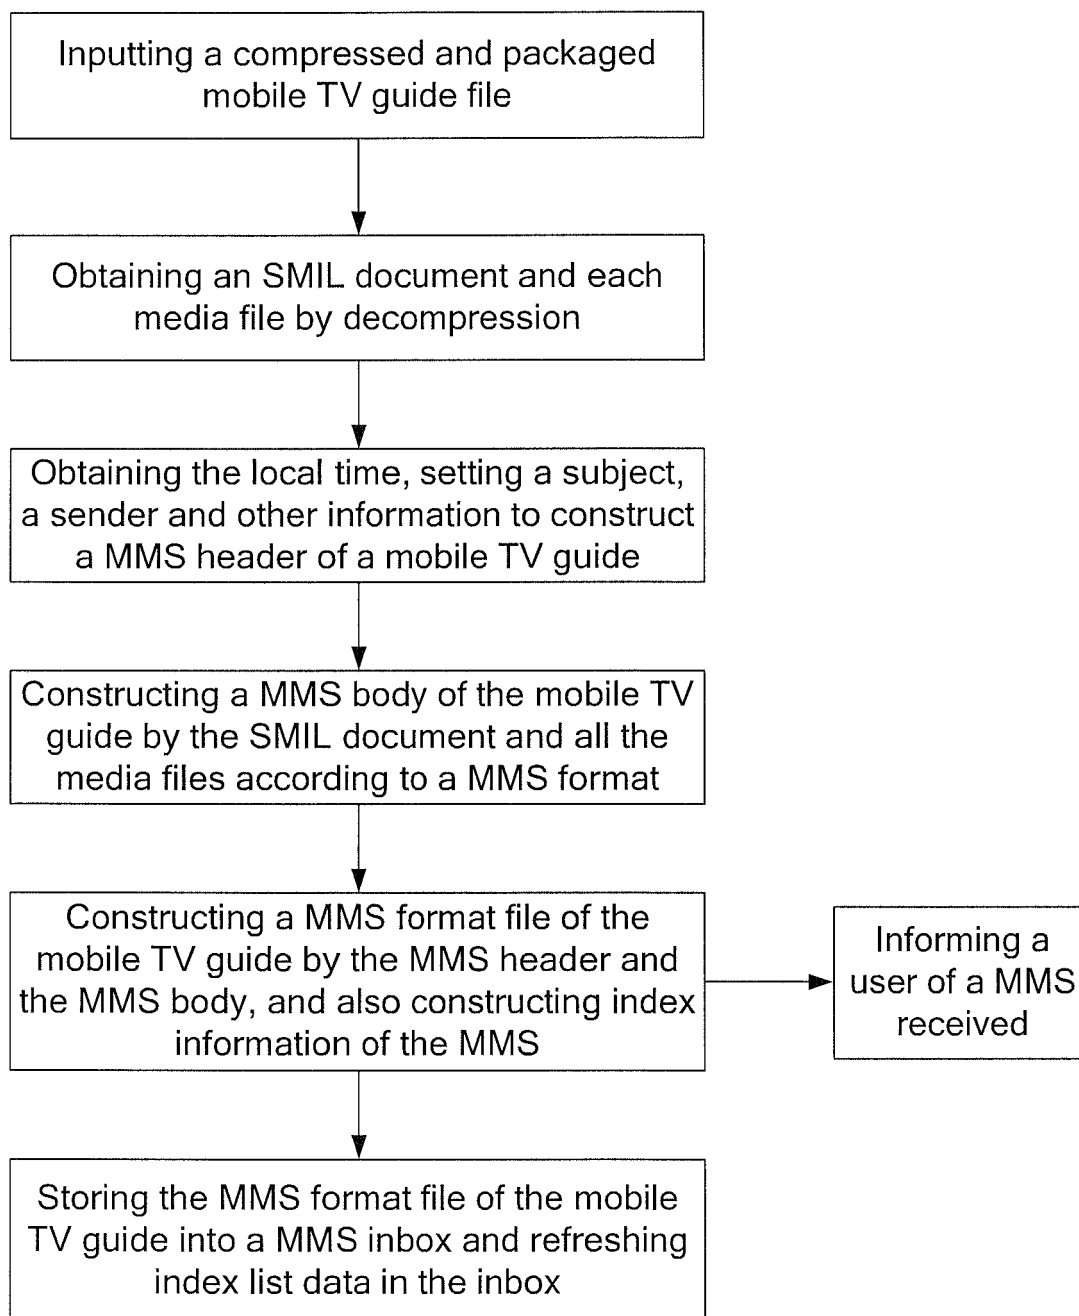 Inputting a compressed and packaged
mobile TV guide file
Obtaining an SMIL document and each
media file by decompression
Obtaining the local time, setting a subject,
a sender and other information to construct
a MMS header of a mobile TV guide
Constructing a MMS body of the mobile TV
guide by the SMIL document and all the
media files according to a MMS format
Constructing a MMS format file of the
mobile TV guide by the MMS header and
the MMS body, and also constructing index
information of the MMS
Informing a
user of a MMS
received
Storing the MMS format file of the mobile
TV guide into a MMS inbox and refreshing
index list data in the inbox